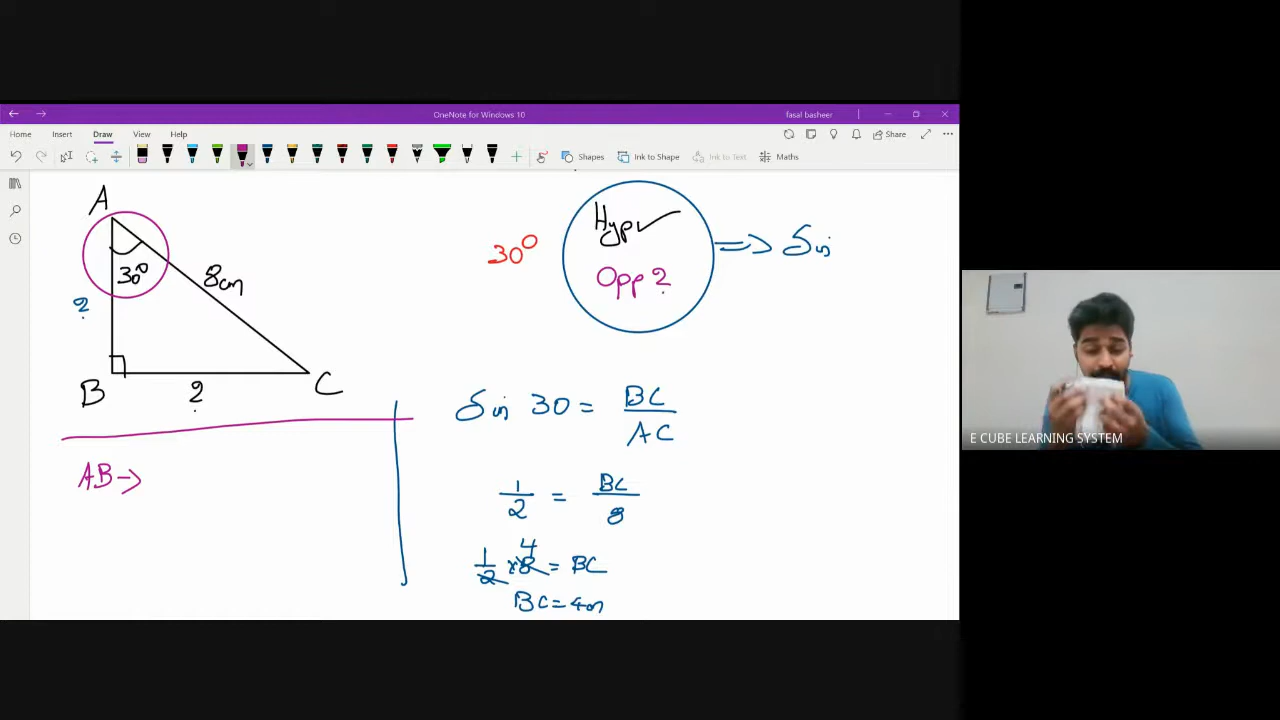 OneNote for Windows 10
fasal basheer
Home Insert Draw View Help
Share
Shapes
Ink to Shape
Ink to Text
Maths
A
30°
8cm
?
B
?
C
AB →
30°
Hyp ✓
Opp ?
⇒ Sin
Sin 30 = BC/AC
1/2 = BC/8
4
1/2 × 8 = BC
BC = 4cm
E CUBE LEARNING SYSTEM